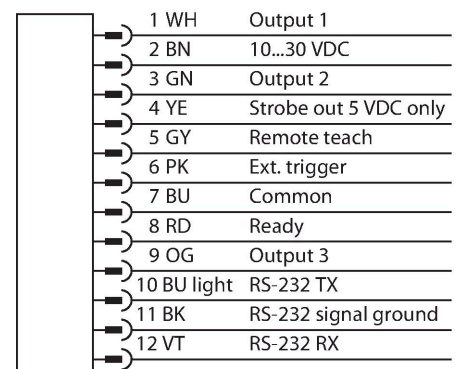 1 WH Output 1
2 BN 10...30 VDC
3 GN Output 2
4 YE Strobe out 5 VDC only
5 GY Remote teach
6 PK Ext. trigger
7 BU Common
8 RD Ready
9 OG Output 3
10 BU light RS-232 TX
11 BK RS-232 signal ground
12 VT RS-232 RX